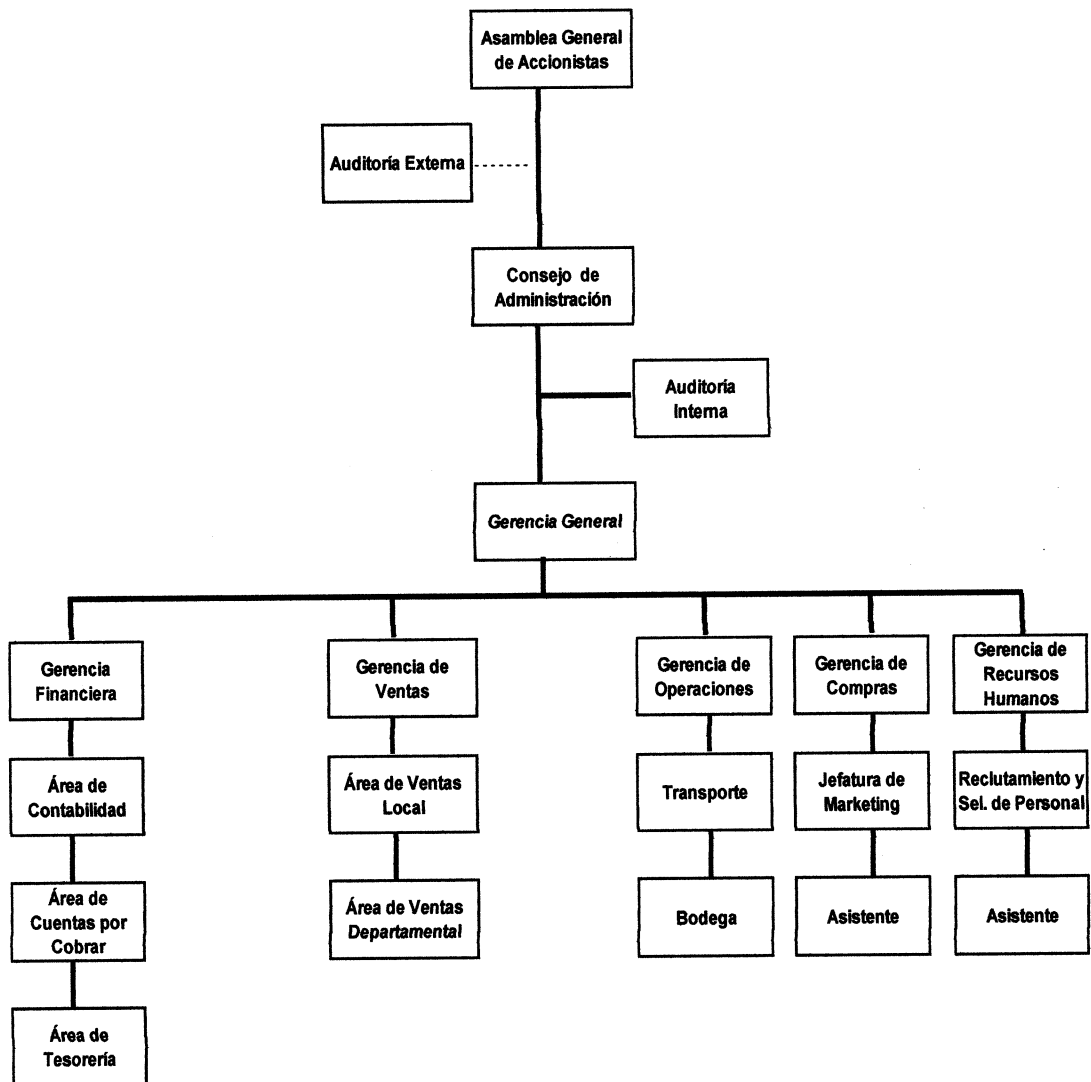 Asamblea General
de Accionistas
Auditoría Externa
Consejo de
Administración
Auditoría
Interna
Gerencia General
Gerencia
Financiera
Gerencia de
Ventas
Gerencia de
Operaciones
Gerencia de
Compras
Gerencia de
Recursos
Humanos
Área de
Contabilidad
Área de Ventas
Local
Transporte
Jefatura de
Marketing
Reclutamiento y
Sel. de Personal
Área de
Cuentas por
Cobrar
Área de Ventas
Departamental
Bodega
Asistente
Asistente
Área de
Tesorería